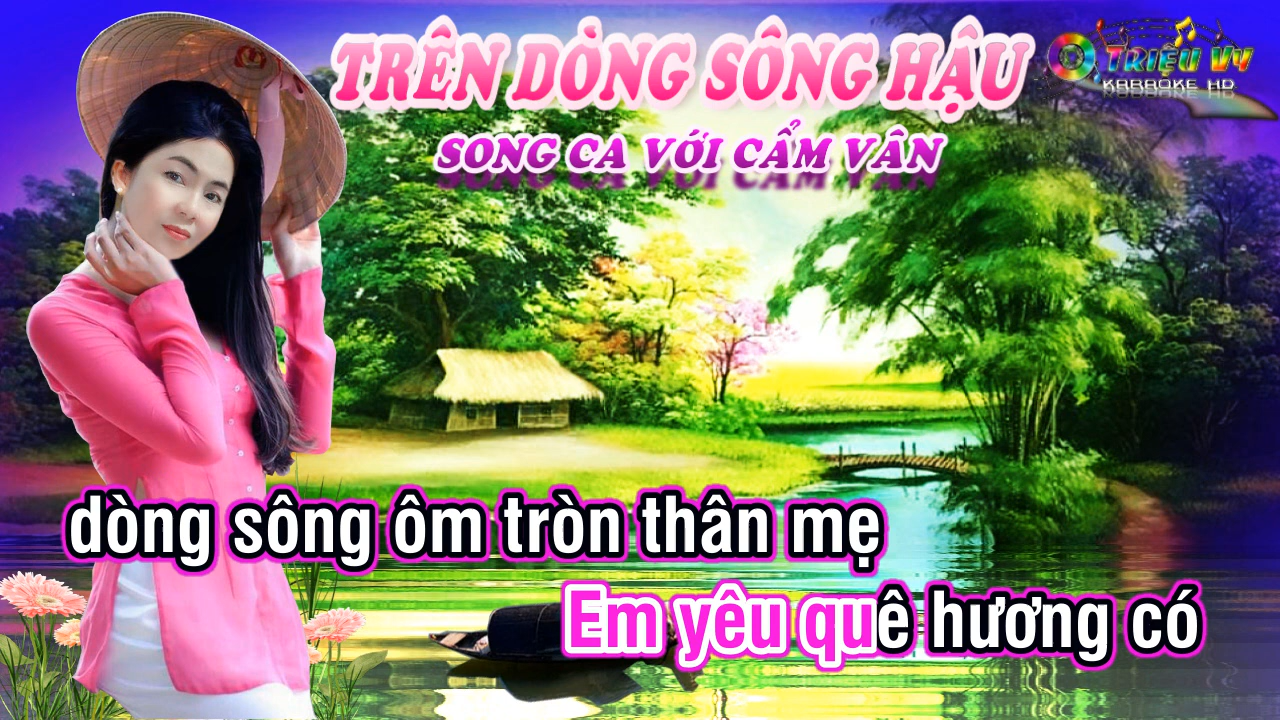 TRÊN DÒNG SÔNG HẬU
TRIỆU VY
KARAOKE HD
SONG CA VỚI CẨM VÂN
dòng sông ôm tròn thân mẹ
Em yêu quê hương có